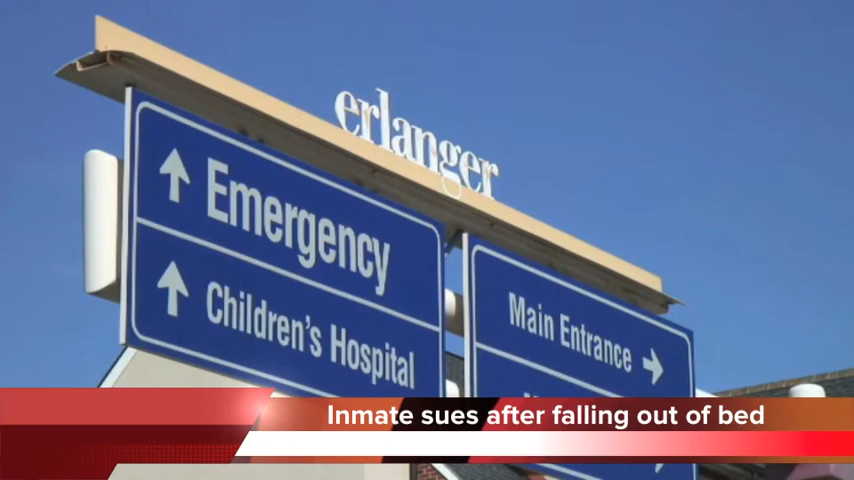 erlanger
Emergency
Children's Hospital
Main Entrance
Inmate sues after falling out of bed